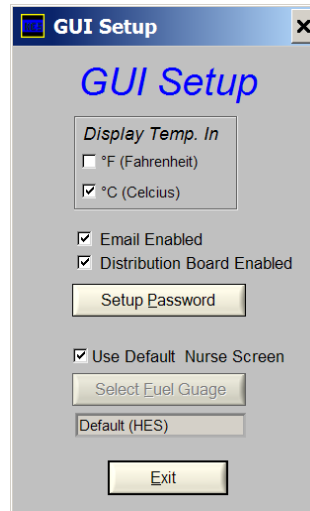 GUI Setup
GUI Setup
Display Temp. In
°F (Fahrenheit)
°C (Celcius)
Email Enabled
Distribution Board Enabled
Setup Password
Use Default Nurse Screen
Select Fuel Guage
Default (HES)
Exit